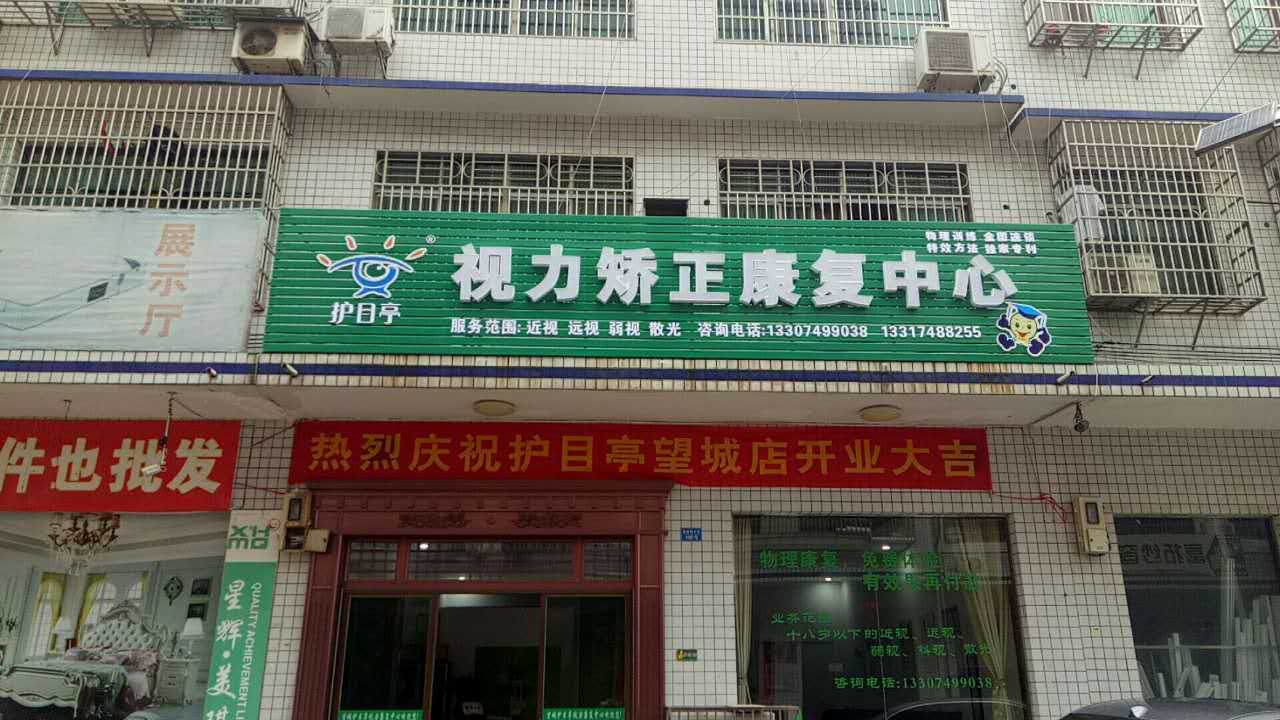 展示厅
护目亭
®
视力矫正康复中心
物理训练 全国连锁
特效方法 独家专利
服务范围: 近视 远视 弱视 散光 咨询电话:13307499038 13317488255
件也批发
热烈庆祝护目亭望城店开业大吉
星辉·美琪
QUALITY ACHIEVEMENT
物理康复，免费体验
有效果再付款
业务范围
十八岁以下的近视、远视、
弱视、斜视、散光
咨询电话:13307499038